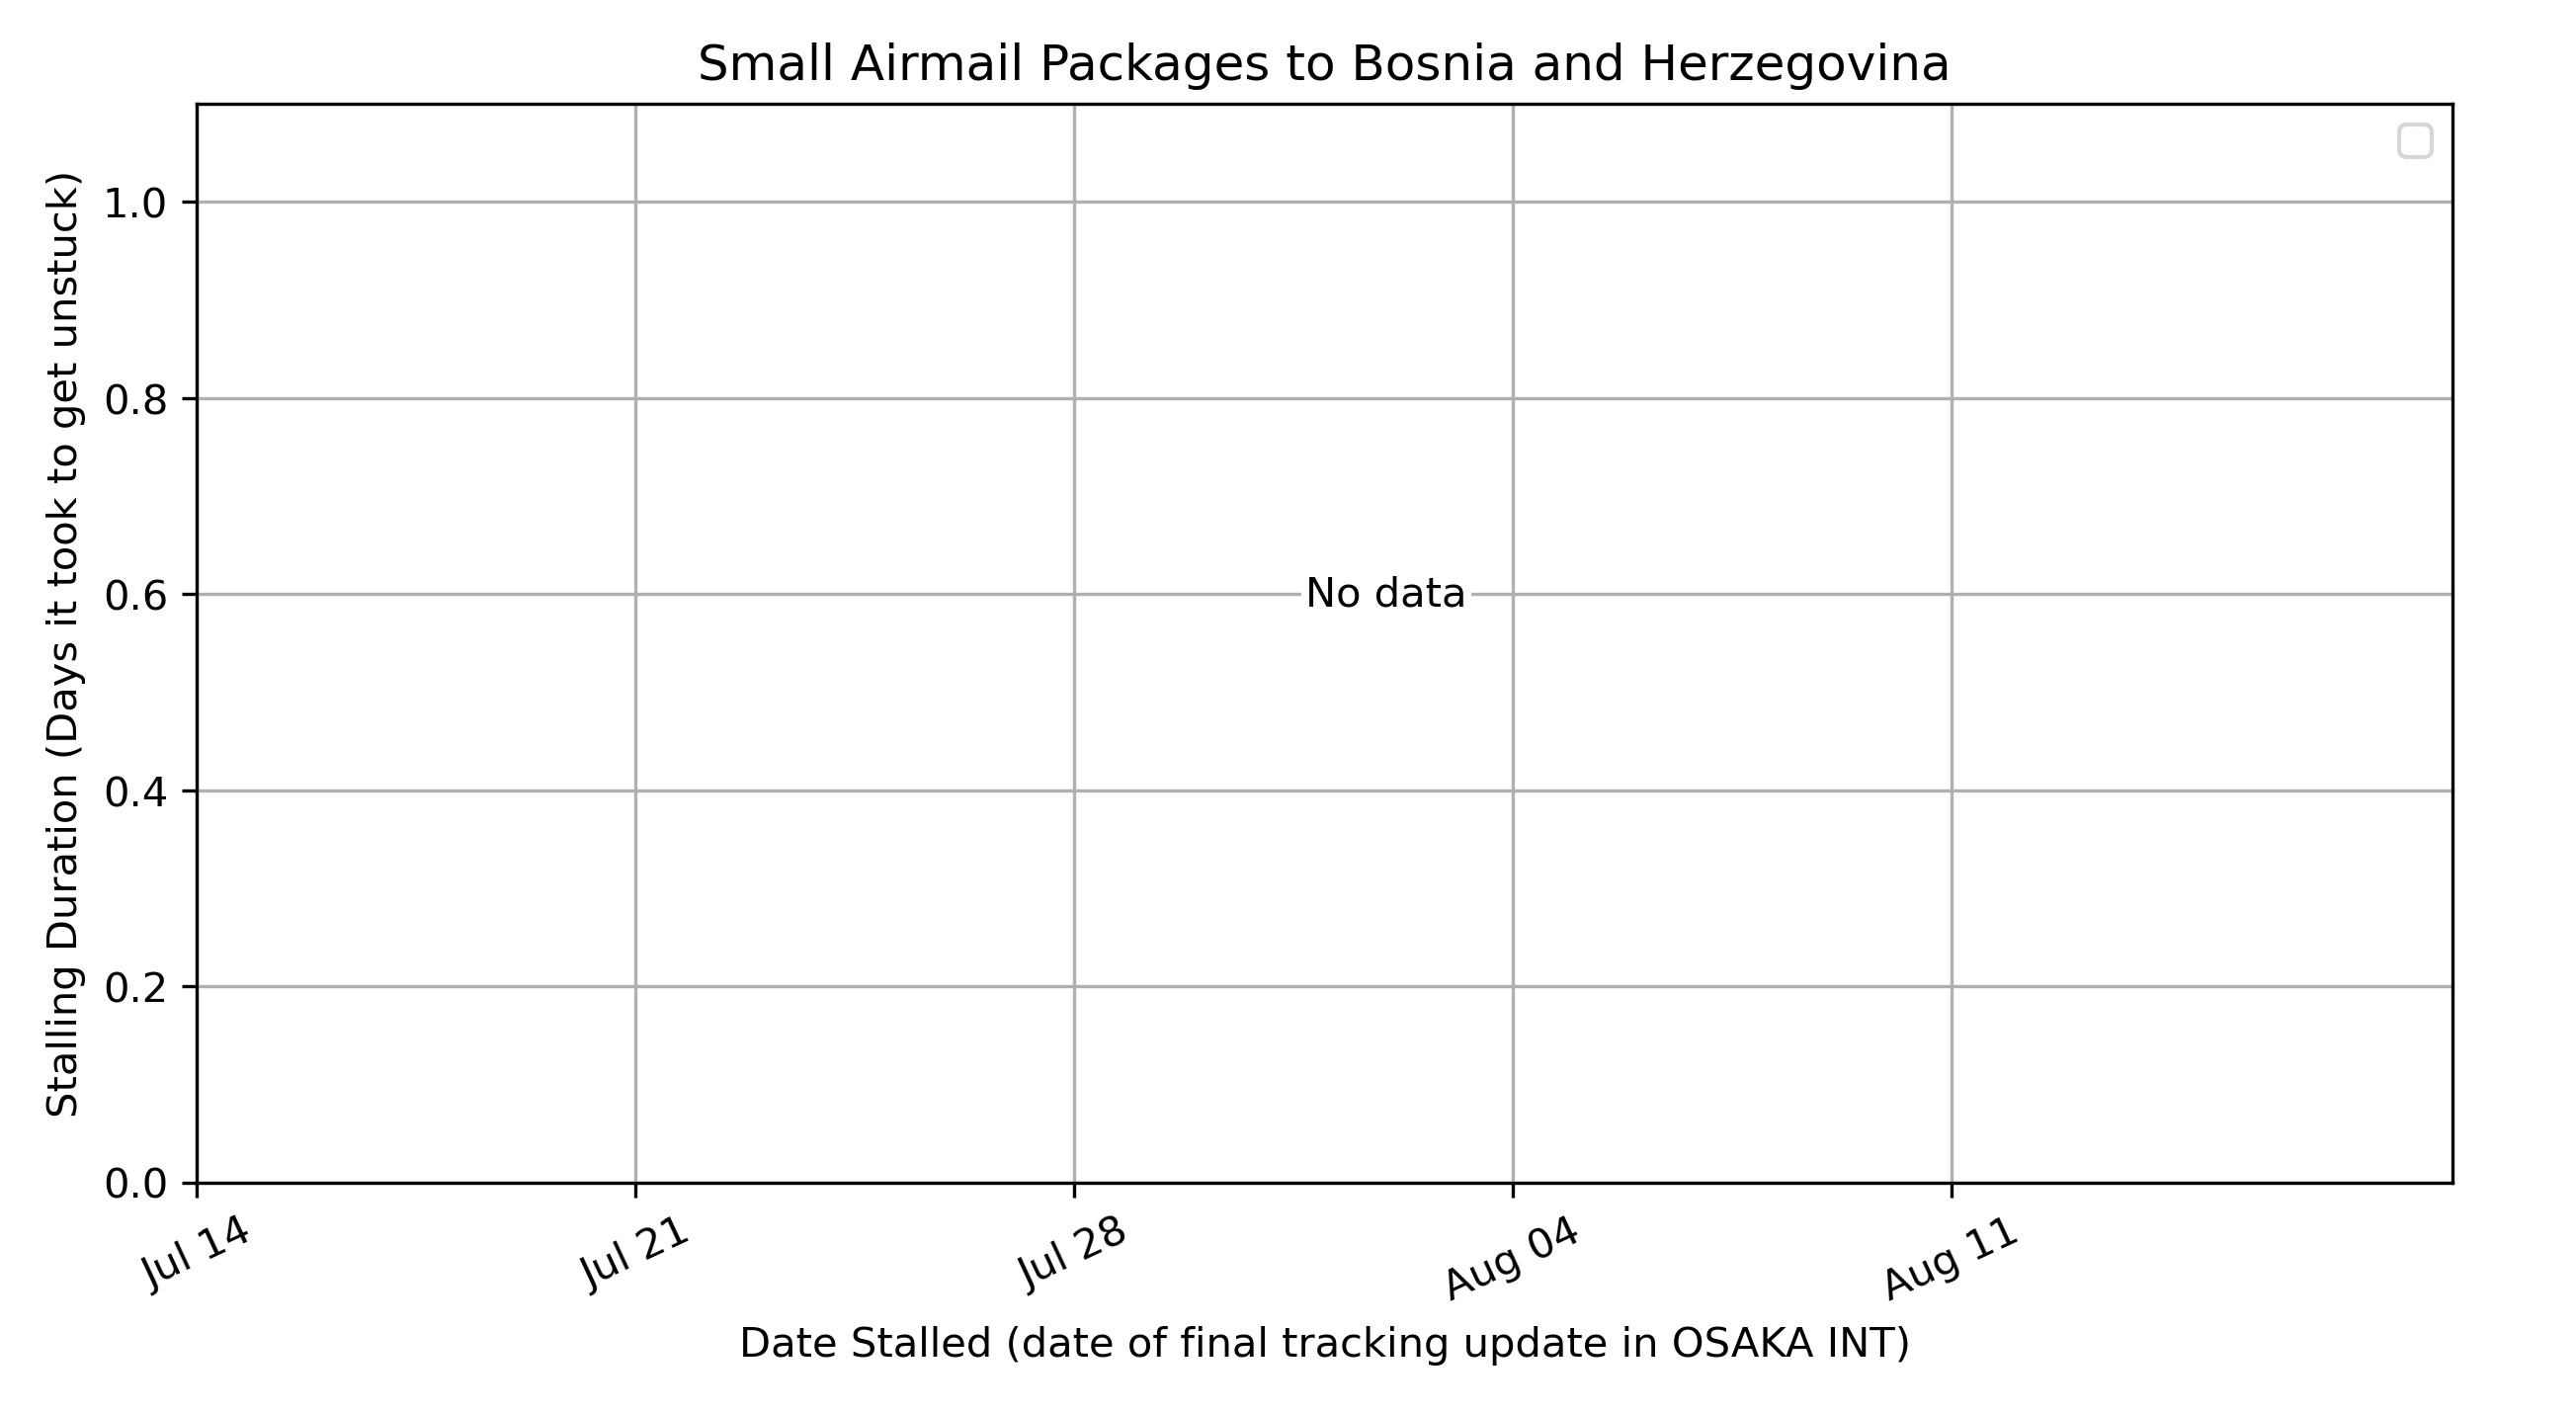 Small Airmail Packages to Bosnia and Herzegovina
Stalling Duration (Days it took to get unstuck)
1.0
0.8
0.6
0.4
0.2
0.0
No data
Jul 14
Jul 21
Jul 28
Aug 04
Aug 11
Date Stalled (date of final tracking update in OSAKA INT)